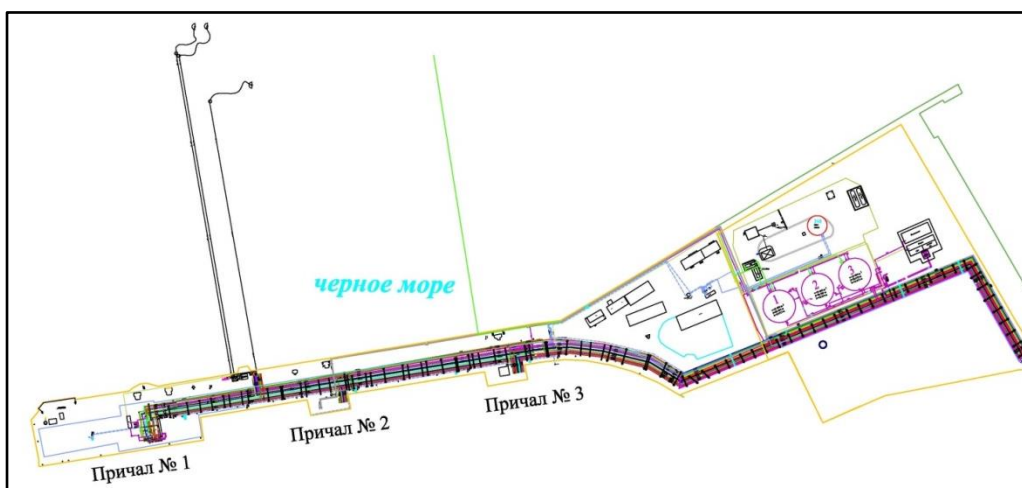 черное море
1
2
3
Причал № 3
Причал № 2
Причал № 1